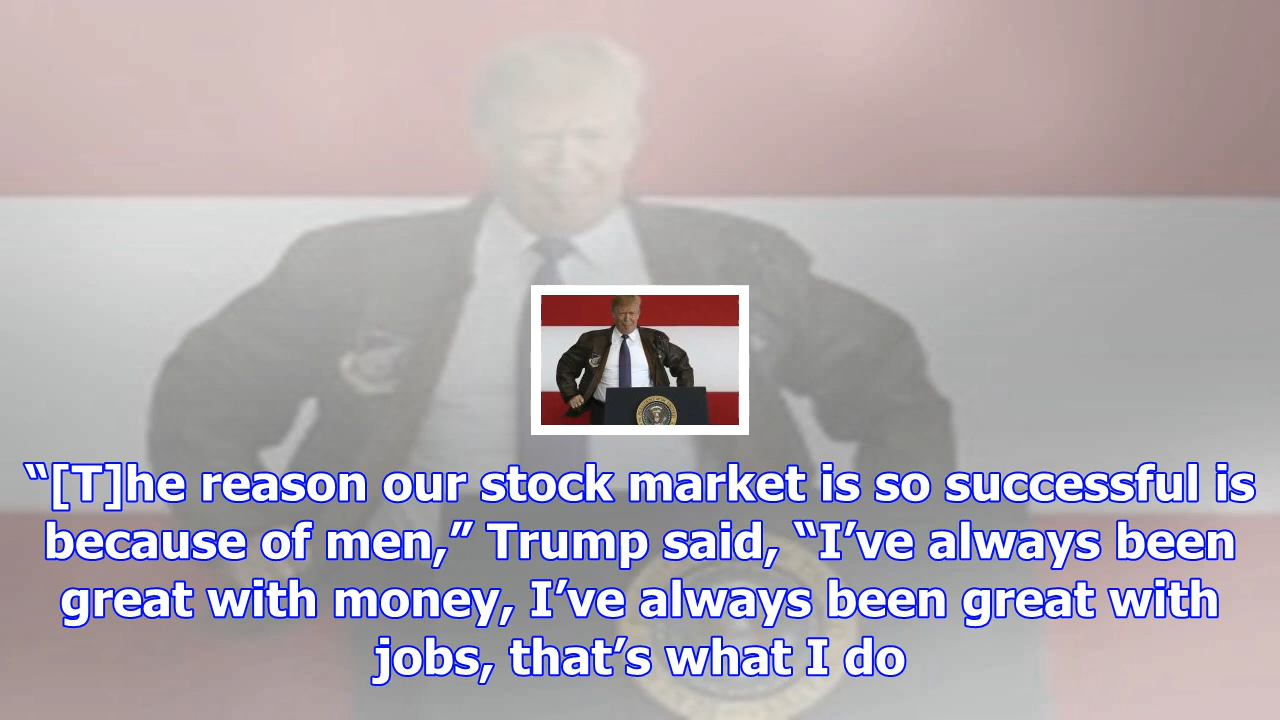 “[T]he reason our stock market is so successful is
because of men,” Trump said, “I’ve always been
great with money, I’ve always been great with
jobs, that’s what I do